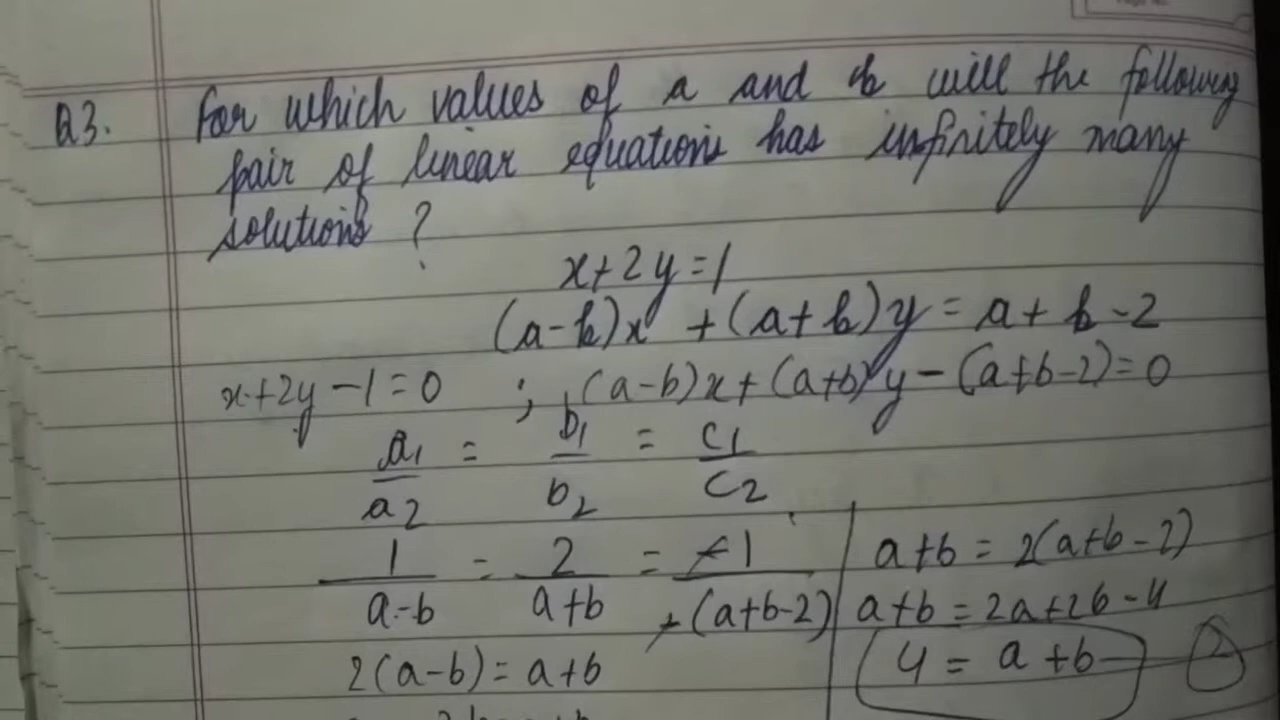 Q3. For which values of a and b will the following
pair of linear equations has infinitely many
solutions ?
x+2y=1
(a-b)x + (a+b)y = a+b-2
x+2y-1=0 ; (a-b)x+(a+b)y-(a+b-2)=0
a1/a2 = b1/b2 = c1/c2
1/(a-b) = 2/(a+b) = -1/-(a+b-2)
2(a-b)=a+b
a+b = 2(a+b-2)
a+b = 2a+2b-4
4 = a+b 2